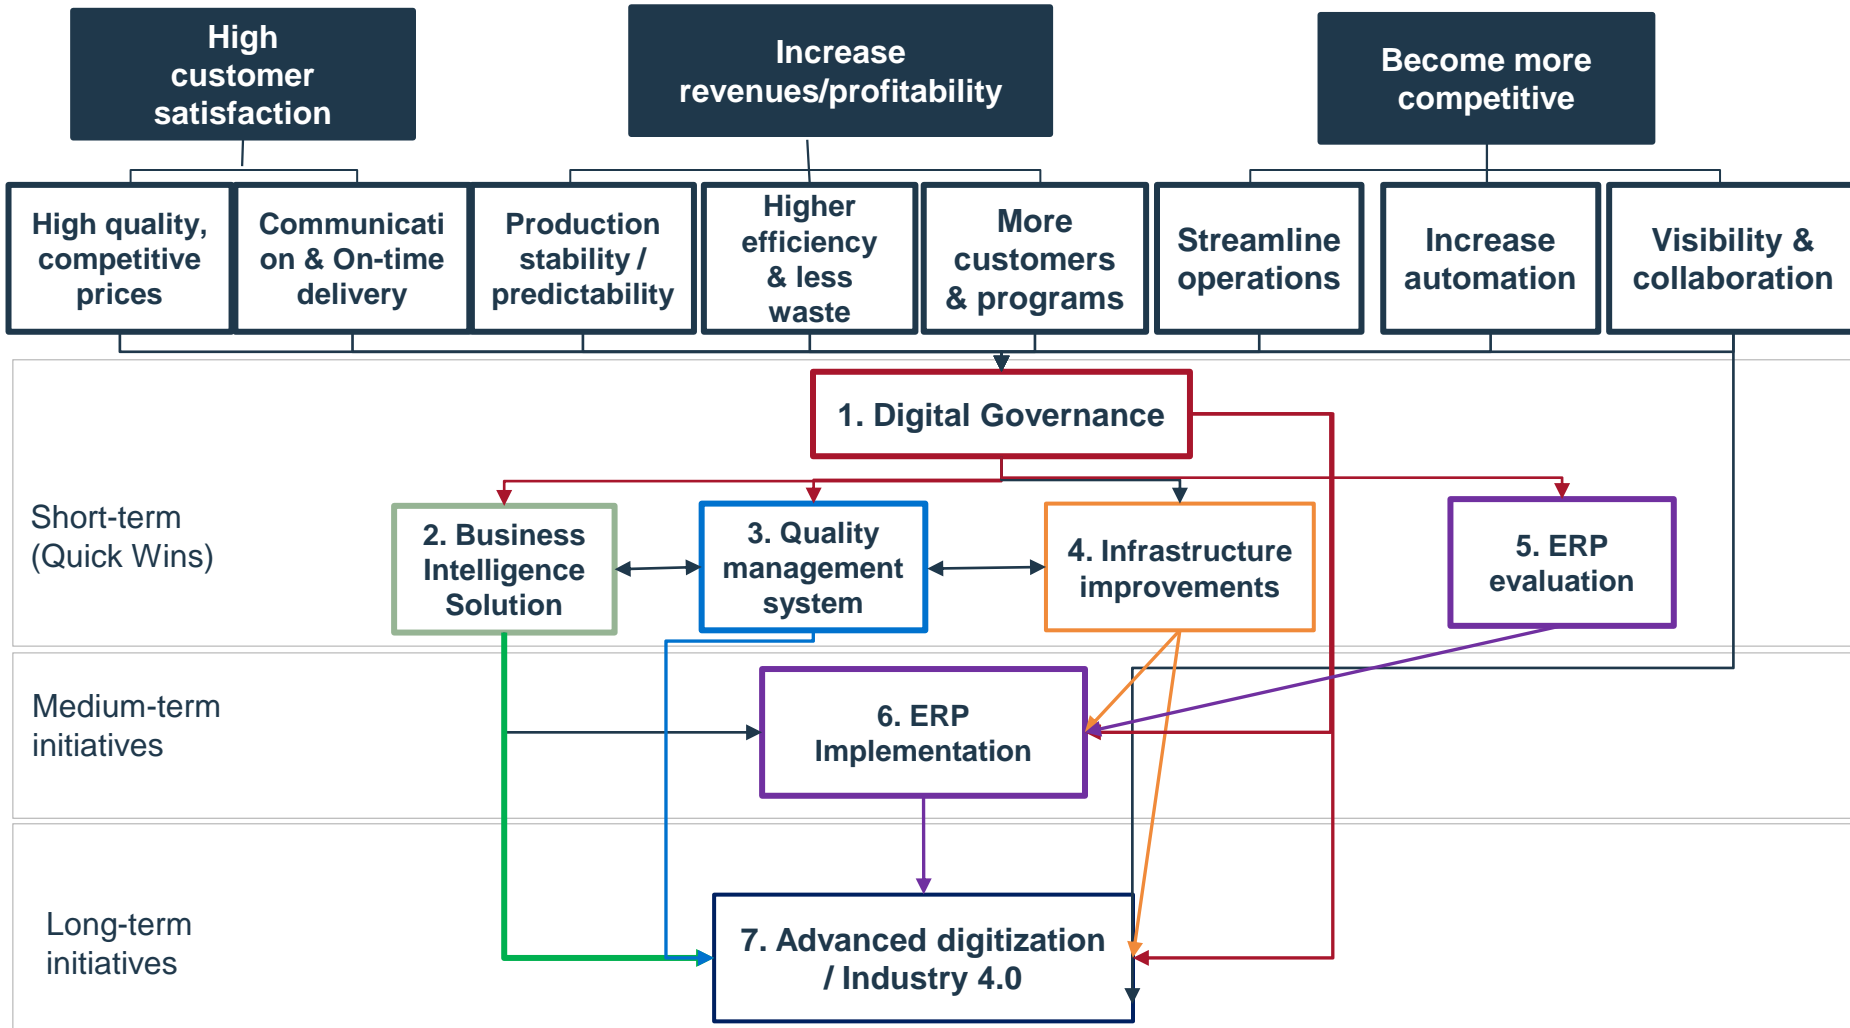 High
customer
satisfaction
Increase
revenues/profitability
Become more
competitive
High quality,
competitive
prices
Communicati
on & On-time
delivery
Production
stability /
predictability
Higher
efficiency
& less
waste
More
customers
& programs
Streamline
operations
Increase
automation
Visibility &
collaboration
1. Digital Governance
Short-term
(Quick Wins)
2. Business
Intelligence
Solution
3. Quality
management
system
4. Infrastructure
improvements
5. ERP
evaluation
Medium-term
initiatives
6. ERP
Implementation
Long-term
initiatives
7. Advanced digitization
/ Industry 4.0